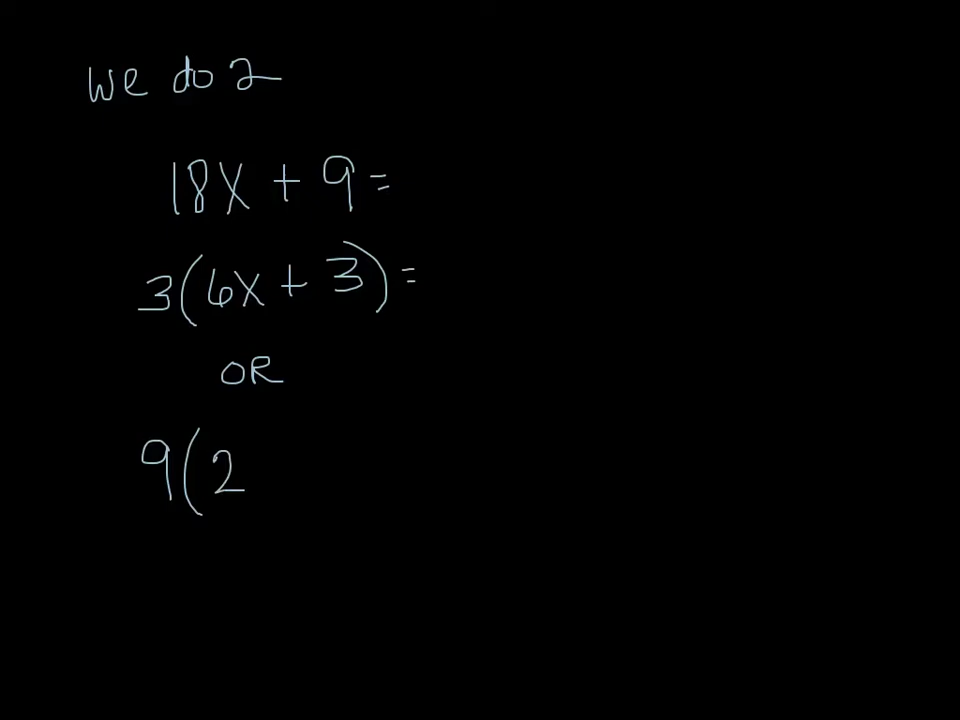 we do 2
18x + 9 =
3(6x + 3) =
OR
9(2